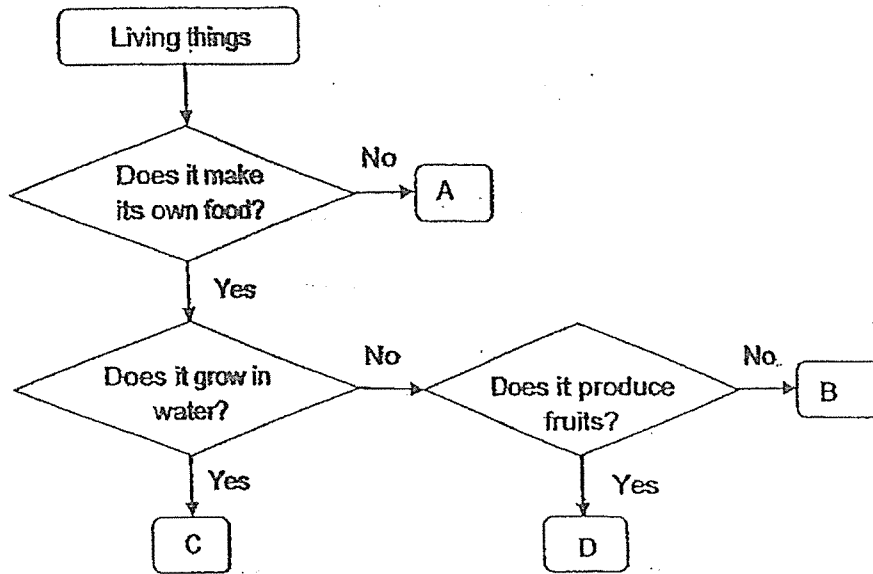 Living things
Does it make
its own food?
No
A
Yes
Does it grow in
water?
No
Does it produce
fruits?
No
B
Yes
C
Yes
D